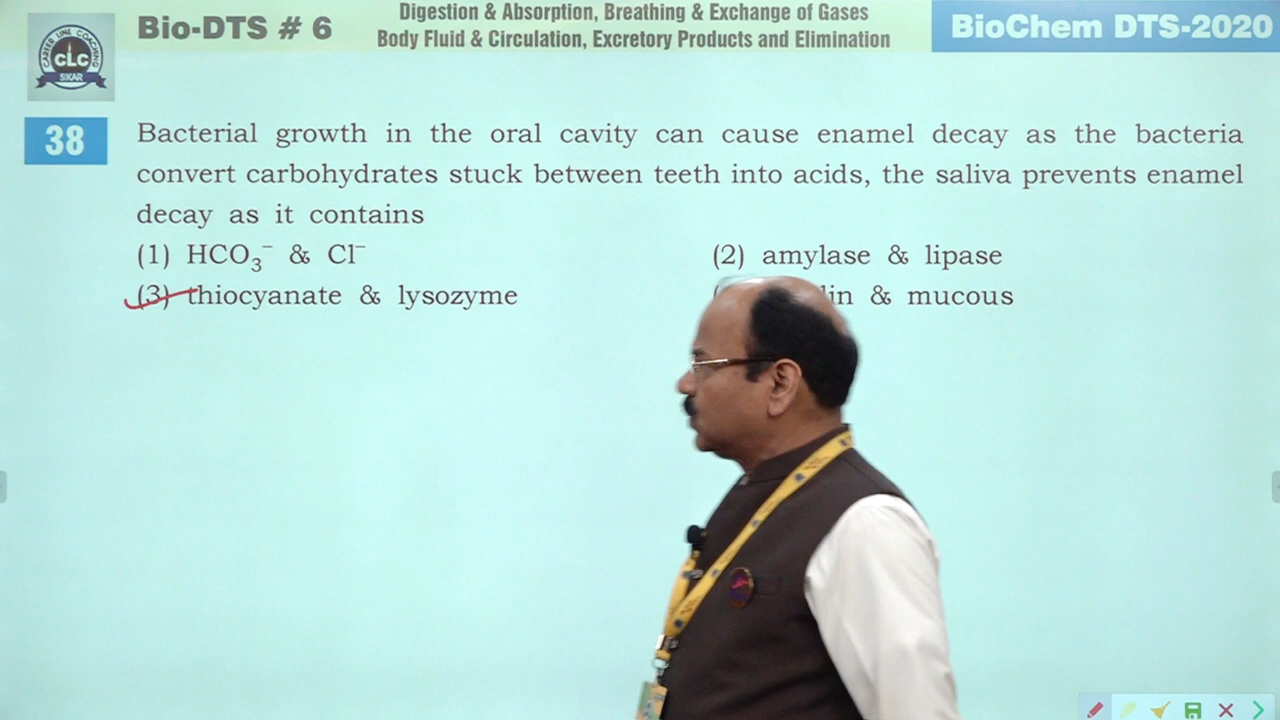 CAREER LINE COACHING
CLC
SIKAR
Bio-DTS # 6
Digestion & Absorption, Breathing & Exchange of Gases
Body Fluid & Circulation, Excretory Products and Elimination
BioChem DTS-2020
38
Bacterial growth in the oral cavity can cause enamel decay as the bacteria
convert carbohydrates stuck between teeth into acids, the saliva prevents enamel
decay as it contains
(1) HCO₃⁻ & Cl⁻
(2) amylase & lipase
(3) thiocyanate & lysozyme
& mucous